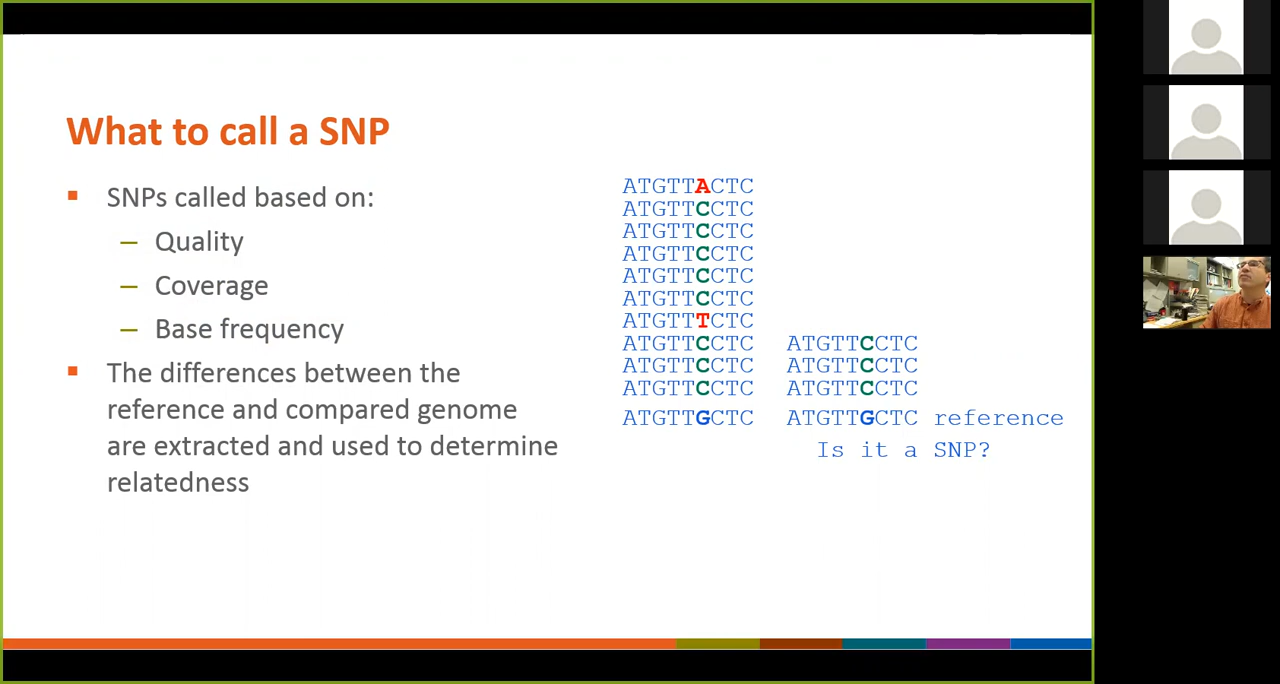 What to call a SNP
SNPs called based on:
– Quality
– Coverage
– Base frequency
The differences between the
reference and compared genome
are extracted and used to determine
relatedness
ATGTTACTC
ATGTTCCTC
ATGTTCCTC
ATGTTCCTC
ATGTTCCTC
ATGTTCCTC
ATGTTTCTC
ATGTTCCTC ATGTTCCTC
ATGTTCCTC ATGTTCCTC
ATGTTCCTC ATGTTCCTC
ATGTTGCTC ATGTTGCTC reference
Is it a SNP?